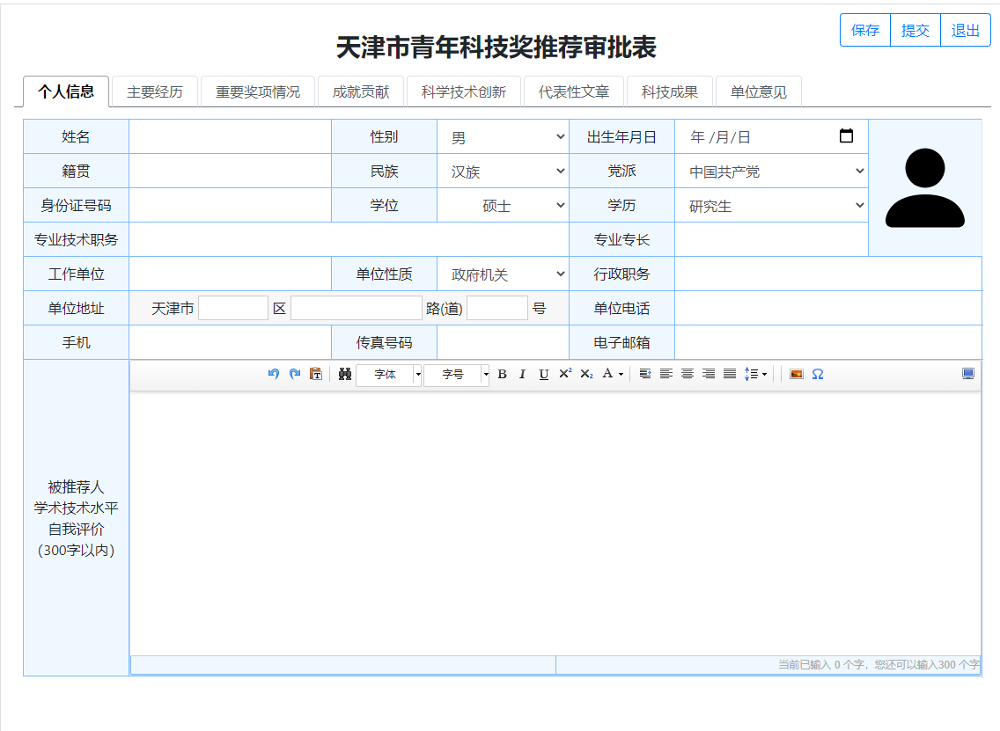 保存 提交 退出
天津市青年科技奖推荐审批表
个人信息 主要经历 重要奖项情况 成就贡献 科学技术创新 代表性文章 科技成果 单位意见
姓名 性别 男 出生年月日 年 /月/日
籍贯 民族 汉族 党派 中国共产党
身份证号码 学位 硕士 学历 研究生
专业技术职务 专业专长
工作单位 单位性质 政府机关 行政职务
单位地址 天津市 区 路(道) 号 单位电话
手机 传真号码 电子邮箱
字体 字号 B I U X² X₂ A Ω
被推荐人
学术技术水平
自我评价
(300字以内)
当前已输入 0 个字，您还可以输入300 个字